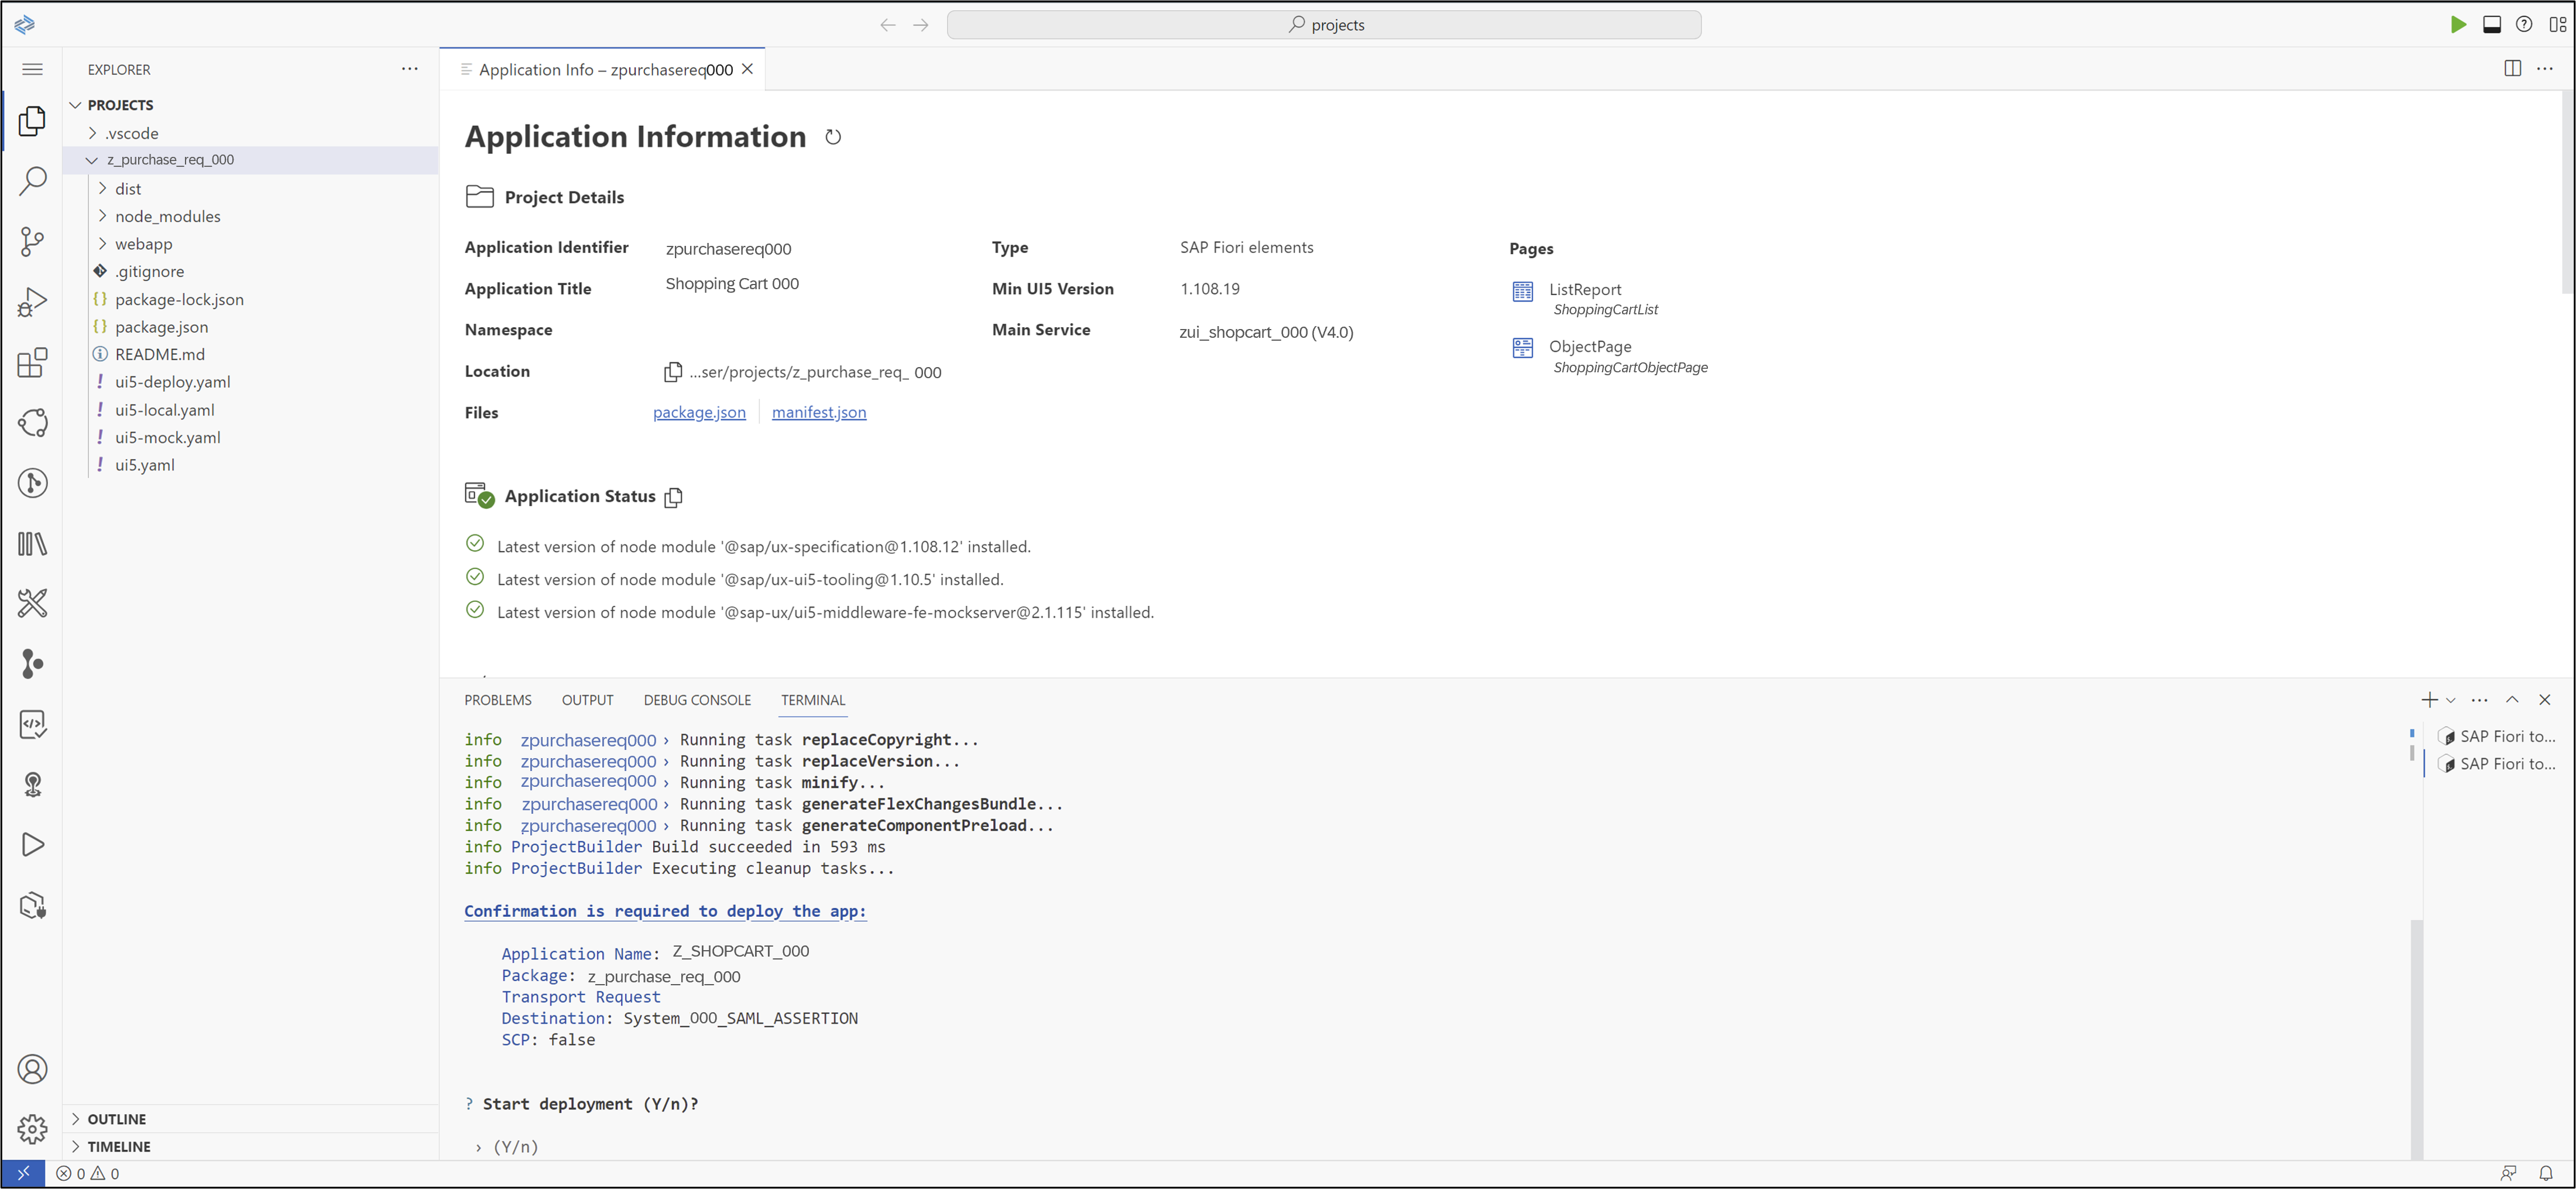 projects
EXPLORER
PROJECTS
.vscode
z_purchase_req_000
dist
node_modules
webapp
.gitignore
{} package-lock.json
{} package.json
README.md
! ui5-deploy.yaml
! ui5-local.yaml
! ui5-mock.yaml
! ui5.yaml
OUTLINE
TIMELINE
Application Info – zpurchasereq000
Application Information
Project Details
Application Identifier zpurchasereq000
Application Title Shopping Cart 000
Namespace
Location ...ser/projects/z_purchase_req_ 000
Files package.json manifest.json
Type SAP Fiori elements
Min UI5 Version 1.108.19
Main Service zui_shopcart_000 (V4.0)
Pages
ListReport
ShoppingCartList
ObjectPage
ShoppingCartObjectPage
Application Status
Latest version of node module '@sap/ux-specification@1.108.12' installed.
Latest version of node module '@sap/ux-ui5-tooling@1.10.5' installed.
Latest version of node module '@sap-ux/ui5-middleware-fe-mockserver@2.1.115' installed.
PROBLEMS OUTPUT DEBUG CONSOLE TERMINAL
info zpurchasereq000 › Running task replaceCopyright...
info zpurchasereq000 › Running task replaceVersion...
info zpurchasereq000 › Running task minify...
info zpurchasereq000 › Running task generateFlexChangesBundle...
info zpurchasereq000 › Running task generateComponentPreload...
info ProjectBuilder Build succeeded in 593 ms
info ProjectBuilder Executing cleanup tasks...
Confirmation is required to deploy the app:
Application Name: Z_SHOPCART_000
Package: z_purchase_req_000
Transport Request
Destination: System_000_SAML_ASSERTION
SCP: false
? Start deployment (Y/n)?
› (Y/n)
SAP Fiori to...
SAP Fiori to...
0 0